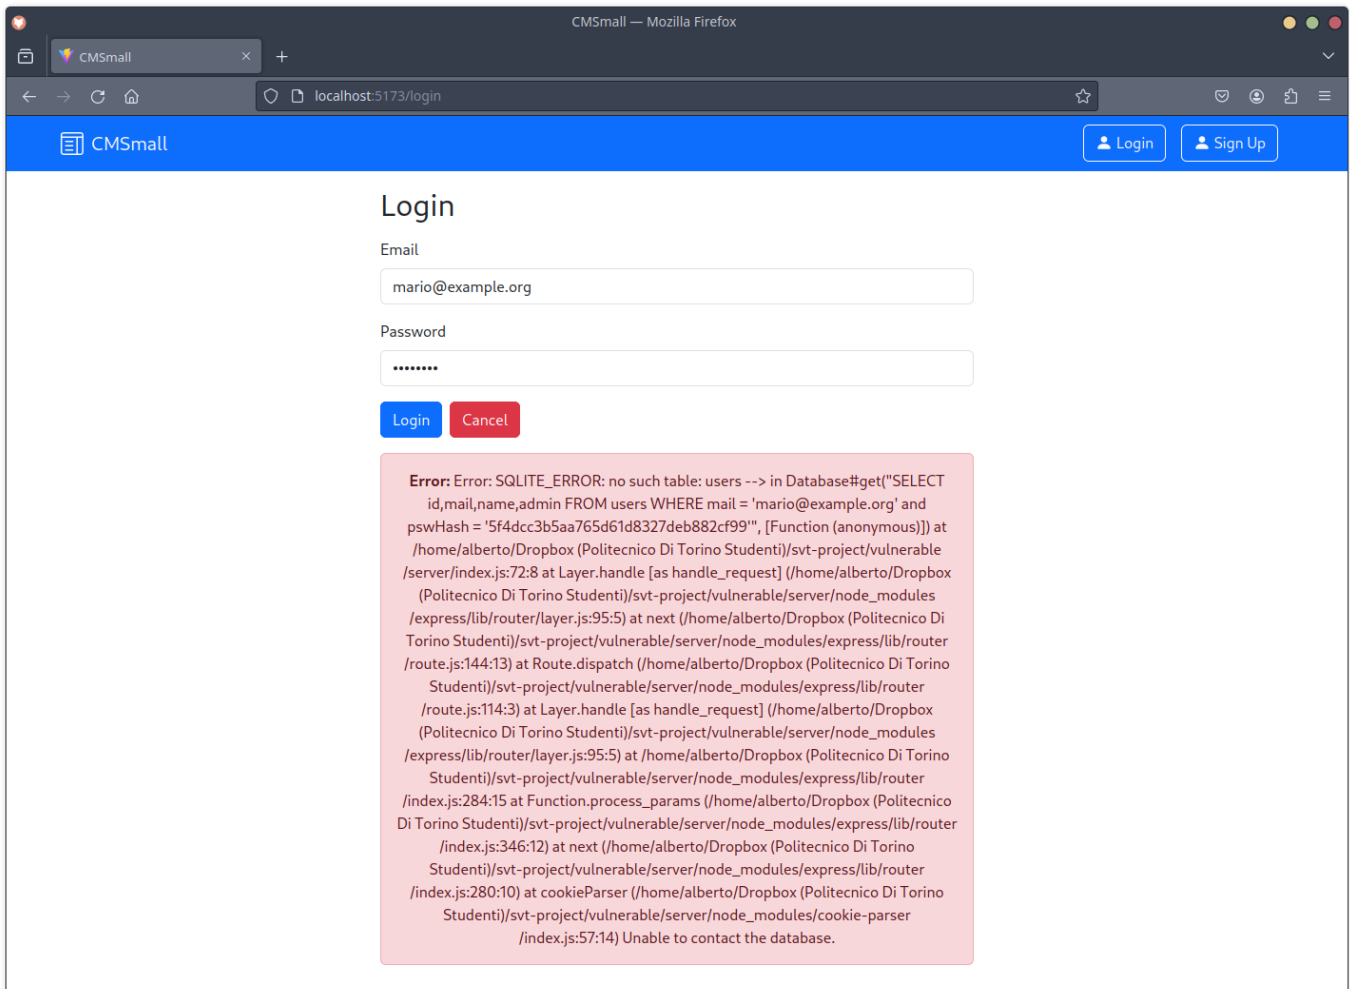 CMSmall — Mozilla Firefox
CMSmall
localhost:5173/login
CMSmall
Login
Sign Up
Login
Email
mario@example.org
Password
••••••••
Login
Cancel
Error: Error: SQLITE_ERROR: no such table: users --> in Database#get("SELECT
id,mail,name,admin FROM users WHERE mail = 'mario@example.org' and
pswHash = '5f4dcc3b5aa765d61d8327deb882cf99'", [Function (anonymous)]) at
/home/alberto/Dropbox (Politecnico Di Torino Studenti)/svt-project/vulnerable
/server/index.js:72:8 at Layer.handle [as handle_request] (/home/alberto/Dropbox
(Politecnico Di Torino Studenti)/svt-project/vulnerable/server/node_modules
/express/lib/router/layer.js:95:5) at next (/home/alberto/Dropbox (Politecnico Di
Torino Studenti)/svt-project/vulnerable/server/node_modules/express/lib/router
/route.js:144:13) at Route.dispatch (/home/alberto/Dropbox (Politecnico Di Torino
Studenti)/svt-project/vulnerable/server/node_modules/express/lib/router
/route.js:114:3) at Layer.handle [as handle_request] (/home/alberto/Dropbox
(Politecnico Di Torino Studenti)/svt-project/vulnerable/server/node_modules
/express/lib/router/layer.js:95:5) at /home/alberto/Dropbox (Politecnico Di Torino
Studenti)/svt-project/vulnerable/server/node_modules/express/lib/router
/index.js:284:15 at Function.process_params (/home/alberto/Dropbox (Politecnico
Di Torino Studenti)/svt-project/vulnerable/server/node_modules/express/lib/router
/index.js:346:12) at next (/home/alberto/Dropbox (Politecnico Di Torino
Studenti)/svt-project/vulnerable/server/node_modules/express/lib/router
/index.js:280:10) at cookieParser (/home/alberto/Dropbox (Politecnico Di Torino
Studenti)/svt-project/vulnerable/server/node_modules/cookie-parser
/index.js:57:14) Unable to contact the database.